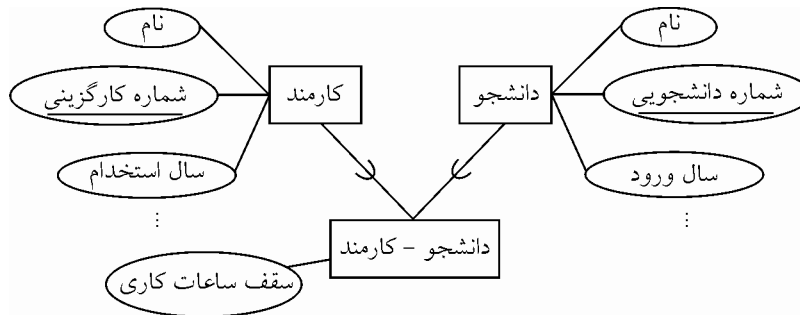 نام
شماره دانشجویی
سال ورود
⋮
دانشجو
نام
شماره کارگزینی
سال استخدام
⋮
کارمند
دانشجو – کارمند
سقف ساعات کاری